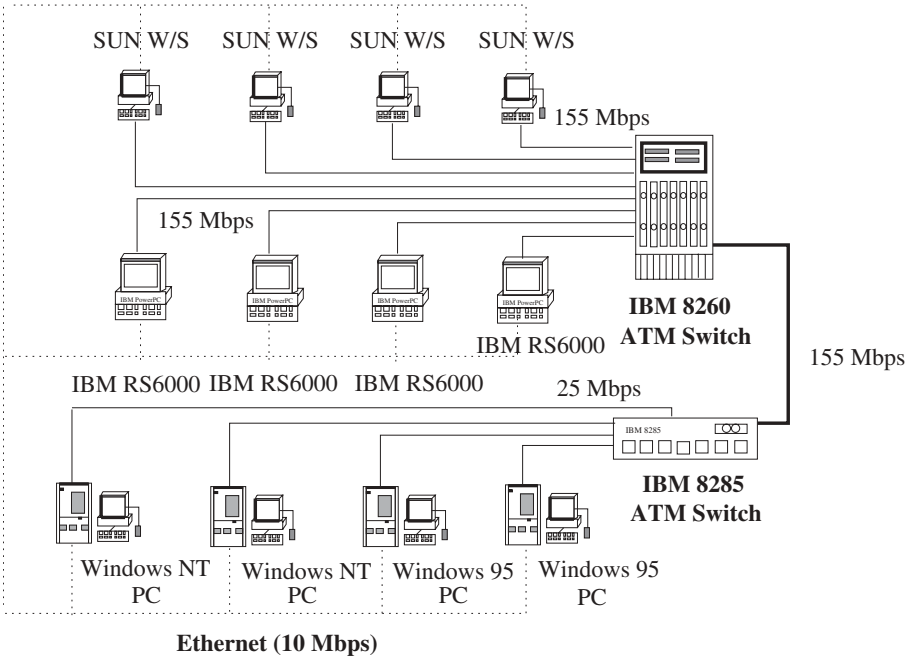 SUN W/S SUN W/S SUN W/S SUN W/S
155 Mbps
155 Mbps
IBM PowerPC IBM PowerPC IBM PowerPC IBM PowerPC
IBM 8260
ATM Switch
IBM RS6000
155 Mbps
IBM RS6000 IBM RS6000 IBM RS6000
25 Mbps
IBM 8285
IBM 8285
ATM Switch
Windows NT
PC
Windows NT
PC
Windows 95
PC
Windows 95
PC
Ethernet (10 Mbps)